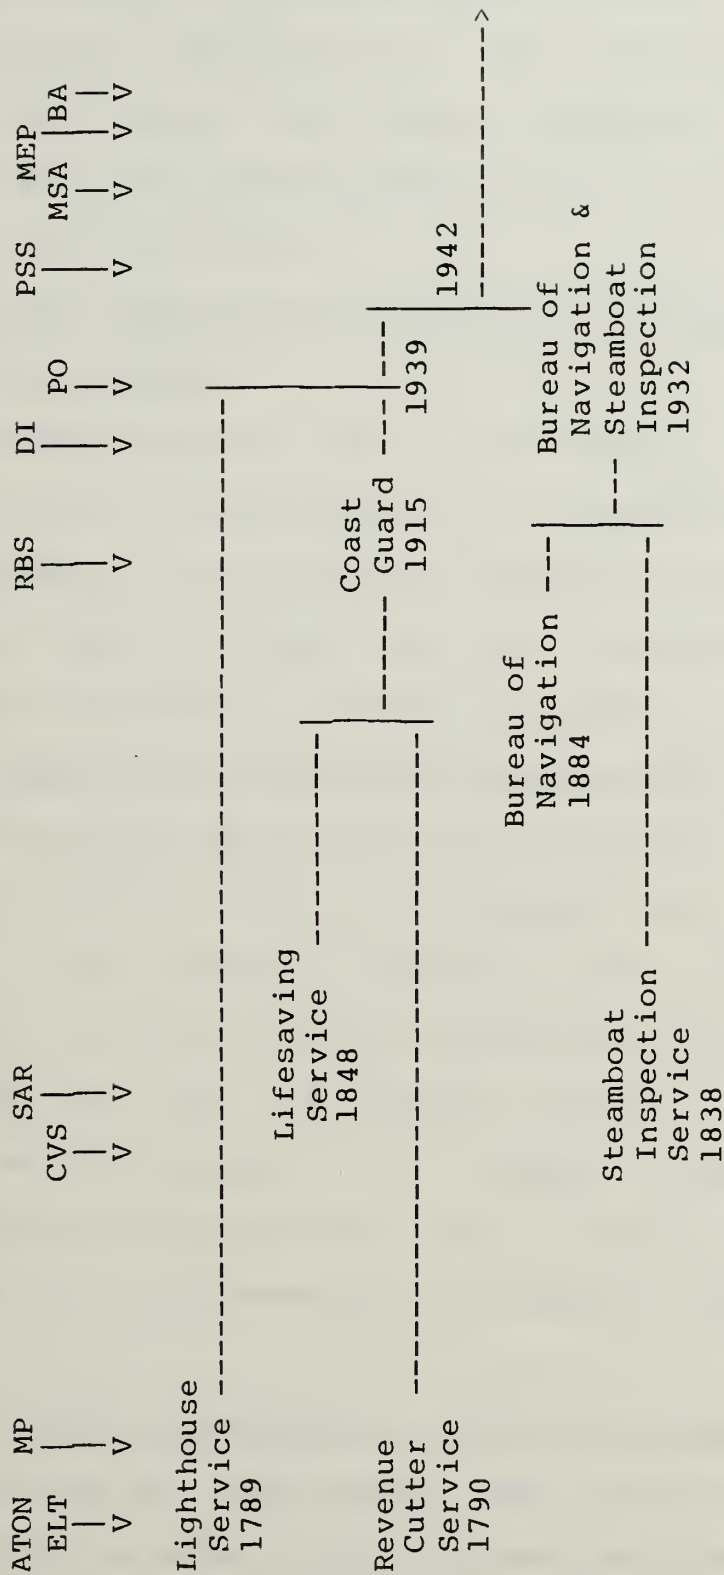 ATON MP SAR RBS DI PSS MEP
ELT CVS PO MSA BA
Lighthouse
Service
1789
Lifesaving
Service
1848
Revenue
Cutter
Service
1790
Coast
Guard
1915
1939
1942
Bureau of
Navigation
1884
Steamboat
Inspection
Service
1838
Bureau of
Navigation &
Steamboat
Inspection
1932